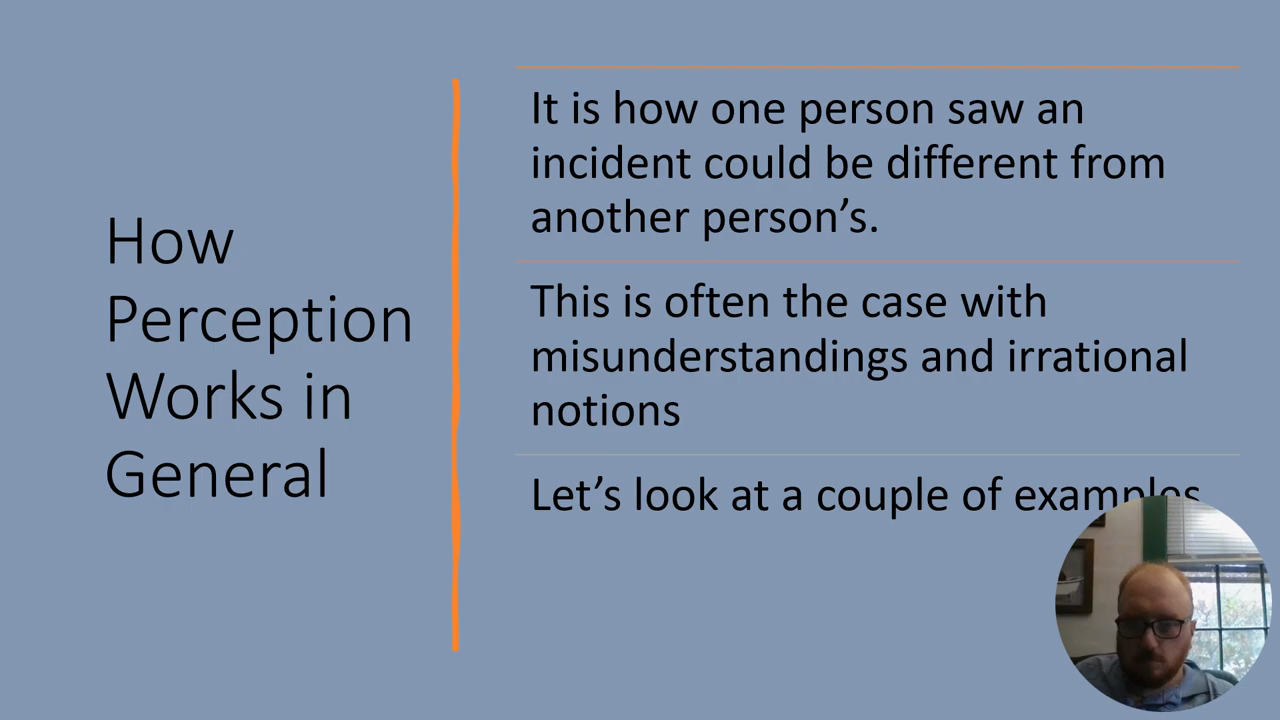 How
Perception
Works in
General
It is how one person saw an
incident could be different from
another person’s.
This is often the case with
misunderstandings and irrational
notions
Let’s look at a couple of examples